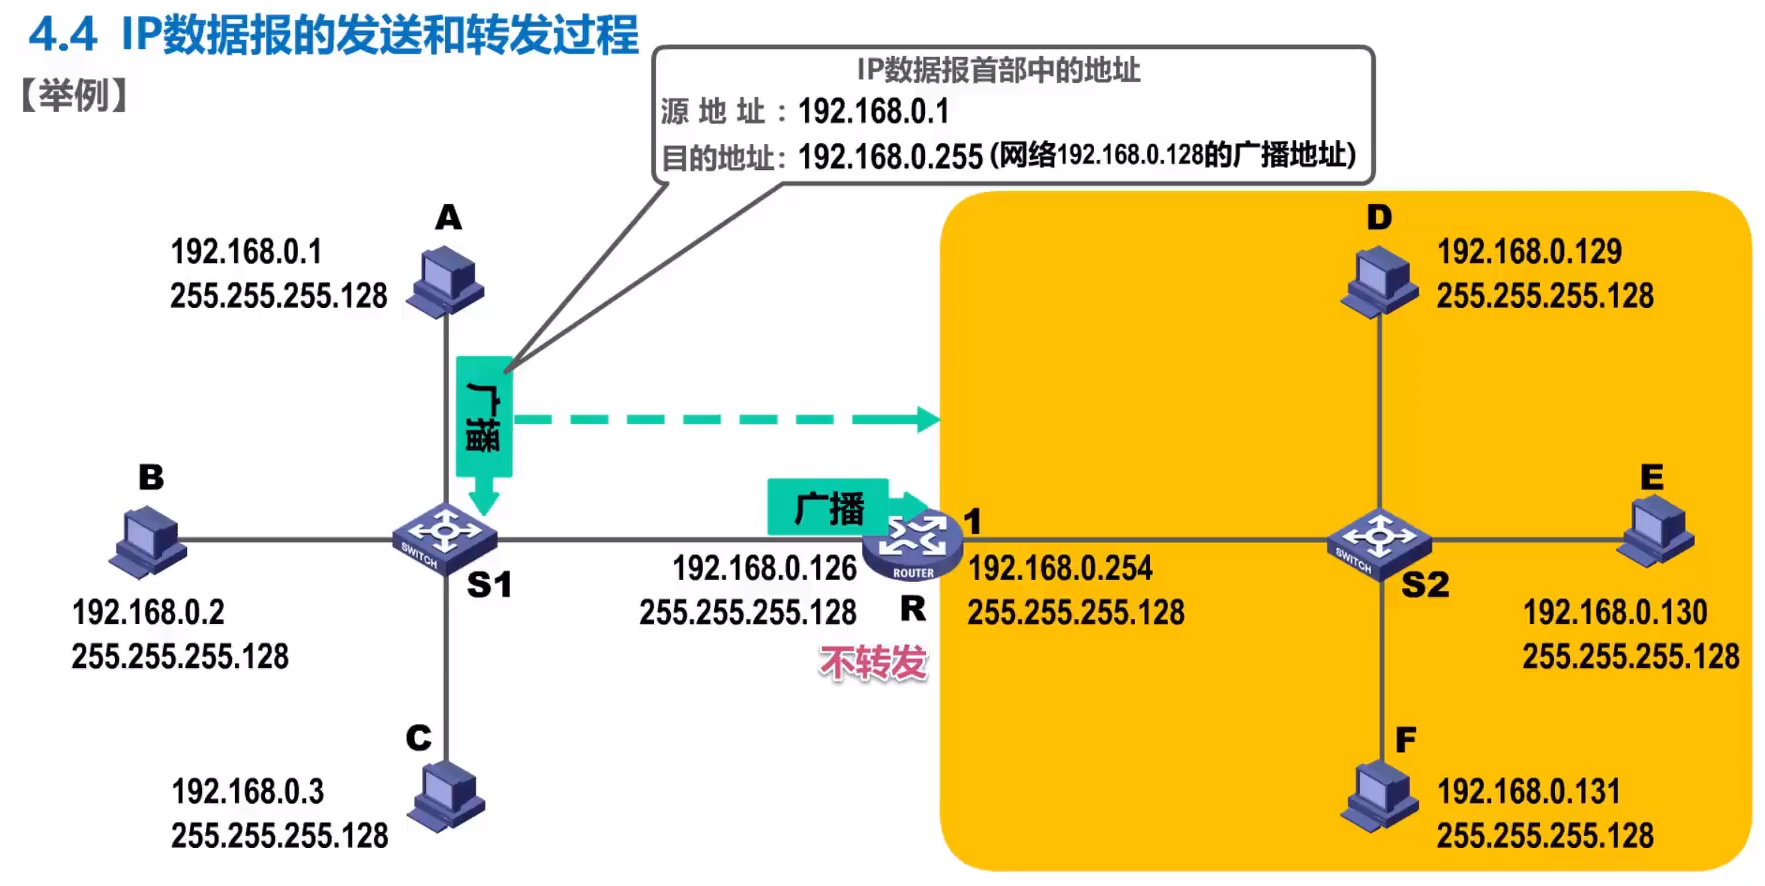 4.4 IP数据报的发送和转发过程
【举例】
IP数据报首部中的地址
源 地 址 ：192.168.0.1
目的地址：192.168.0.255 (网络192.168.0.128的广播地址)
A
192.168.0.1
255.255.255.128
D
192.168.0.129
255.255.255.128
广播
B
192.168.0.2
255.255.255.128
SWITCH
S1
广播
192.168.0.126
255.255.255.128
ROUTER
R
不转发
1
192.168.0.254
255.255.255.128
SWITCH
S2
E
192.168.0.130
255.255.255.128
C
192.168.0.3
255.255.255.128
F
192.168.0.131
255.255.255.128